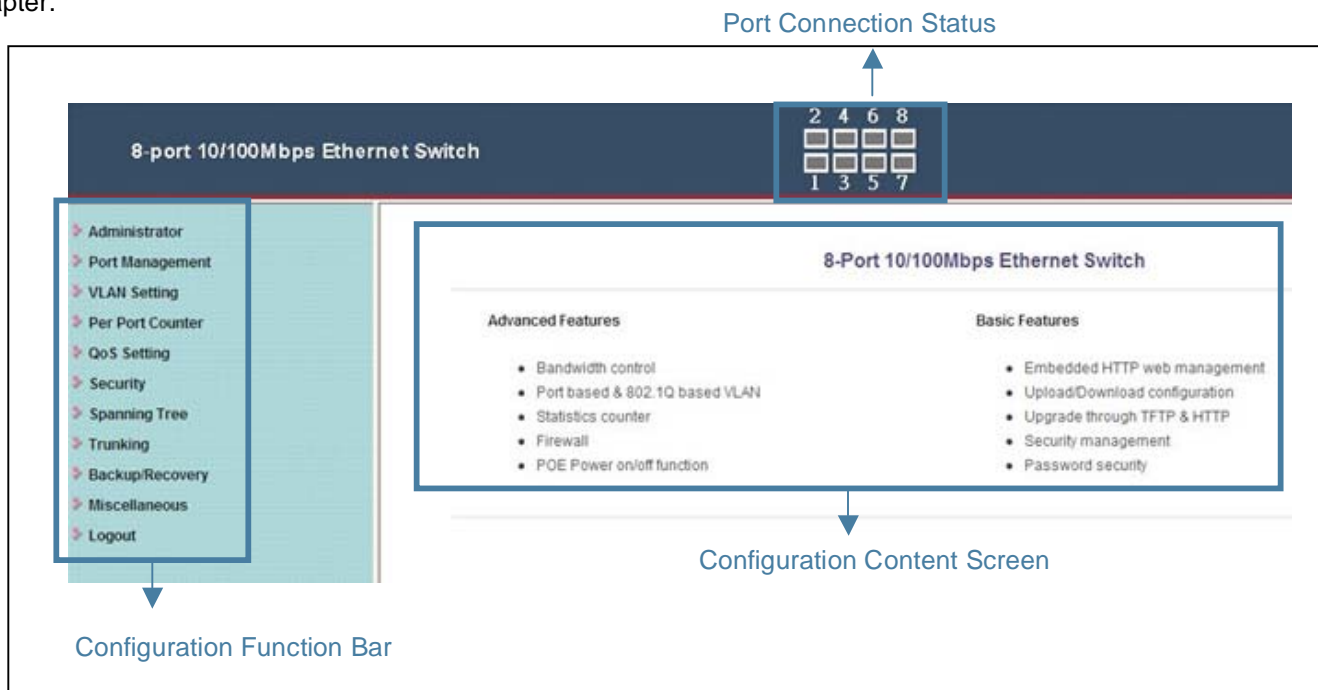 apter.
Port Connection Status
2 4 6 8
8-port 10/100Mbps Ethernet Switch
1 3 5 7
Administrator
Port Management
VLAN Setting
Per Port Counter
QoS Setting
Security
Spanning Tree
Trunking
Backup/Recovery
Miscellaneous
Logout
8-Port 10/100Mbps Ethernet Switch
Advanced Features
• Bandwidth control
• Port based & 802.1Q based VLAN
• Statistics counter
• Firewall
• POE Power on/off function
Basic Features
• Embedded HTTP web management
• Upload/Download configuration
• Upgrade through TFTP & HTTP
• Security management
• Password security
Configuration Content Screen
Configuration Function Bar